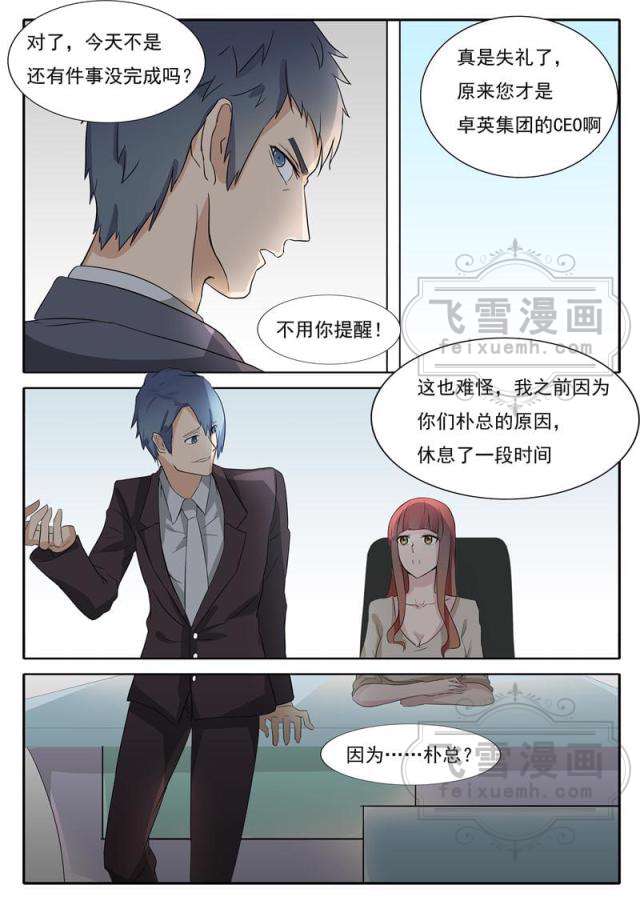 对了，今天不是
还有件事没完成吗？
真是失礼了，
原来您才是
卓英集团的CEO啊
不用你提醒！
飞雪漫画
feixuemh.com
这也难怪，我之前因为
你们朴总的原因，
休息了一段时间
因为……朴总？
飞雪漫画
feixuemh.com